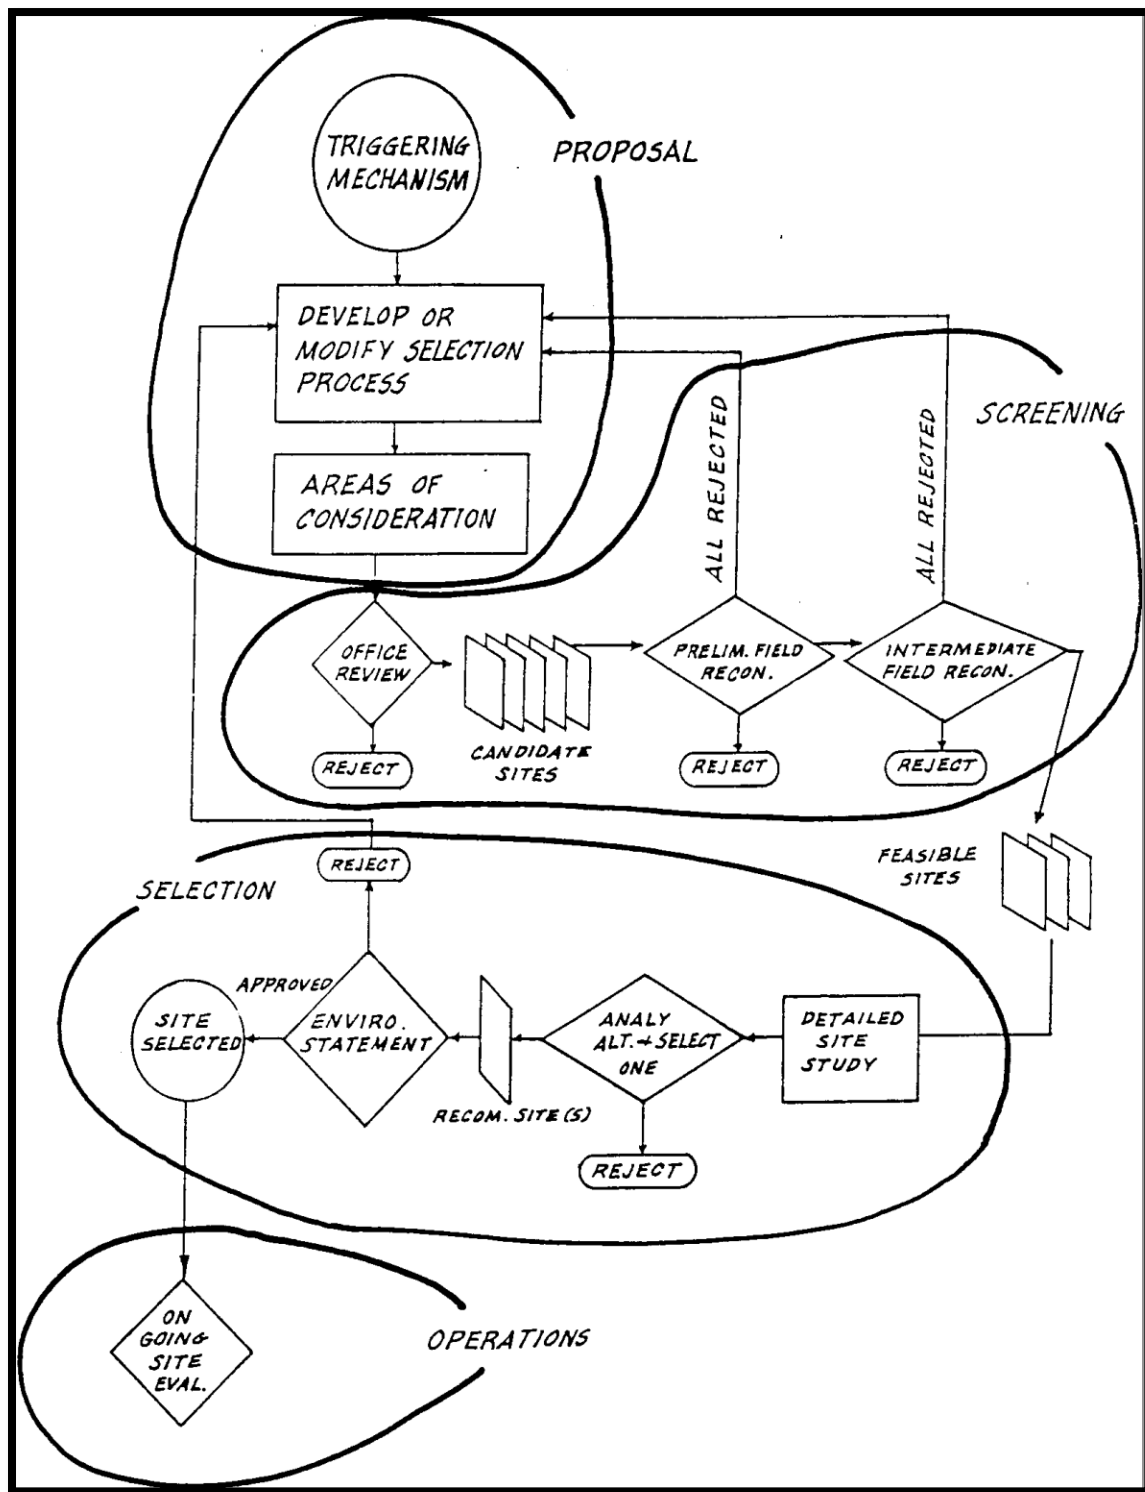 TRIGGERING
MECHANISM
PROPOSAL
DEVELOP OR
MODIFY SELECTION
PROCESS
AREAS OF
CONSIDERATION
SCREENING
ALL REJECTED
ALL REJECTED
OFFICE
REVIEW
CANDIDATE
SITES
PRELIM. FIELD
RECON.
INTERMEDIATE
FIELD RECON.
REJECT
REJECT
REJECT
FEASIBLE
SITES
REJECT
SELECTION
APPROVED
SITE
SELECTED
ENVIRO.
STATEMENT
RECOM. SITE(S)
ANALY
ALT. + SELECT
ONE
DETAILED
SITE
STUDY
REJECT
ON
GOING
SITE
EVAL.
OPERATIONS